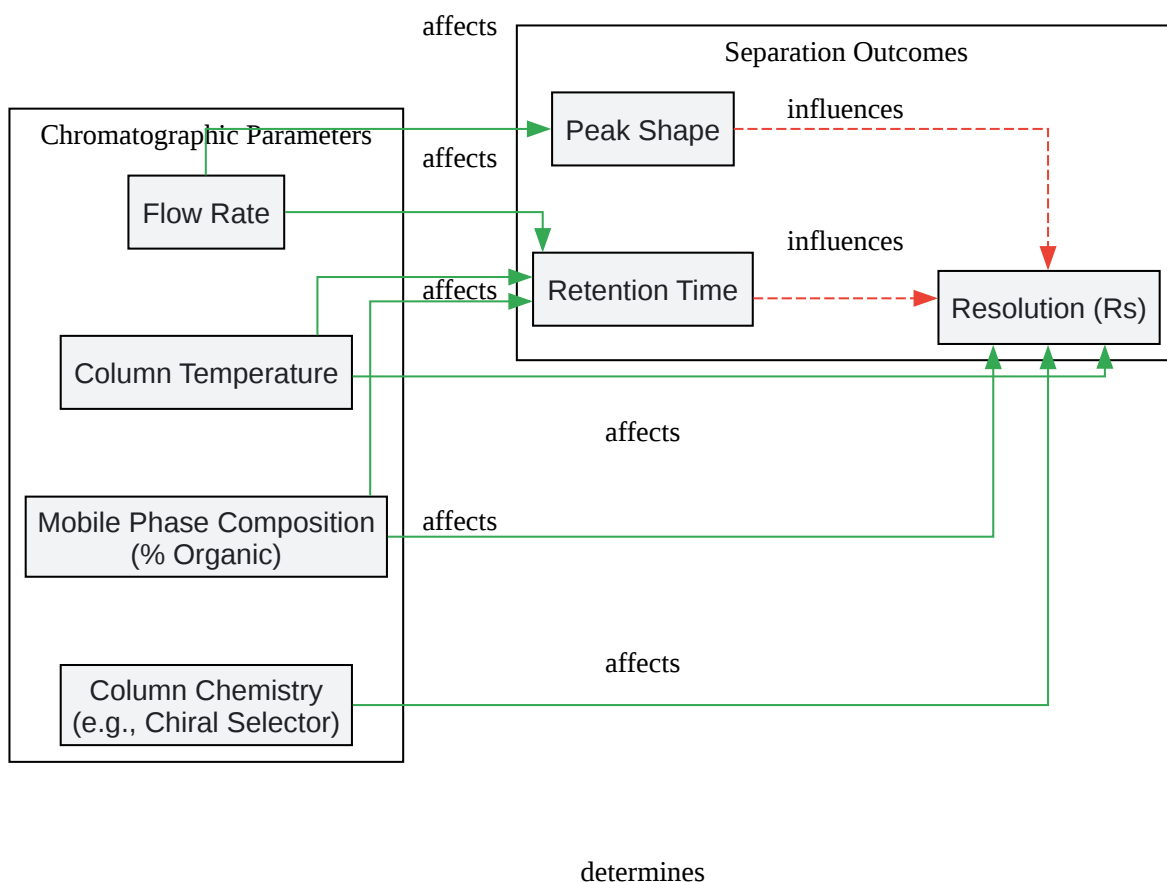 affects
Separation Outcomes
Peak Shape
influences
Chromatographic Parameters
affects
Flow Rate
influences
Retention Time
affects
Resolution (Rs)
Column Temperature
affects
Mobile Phase Composition
(% Organic)
affects
affects
Column Chemistry
(e.g., Chiral Selector)
determines